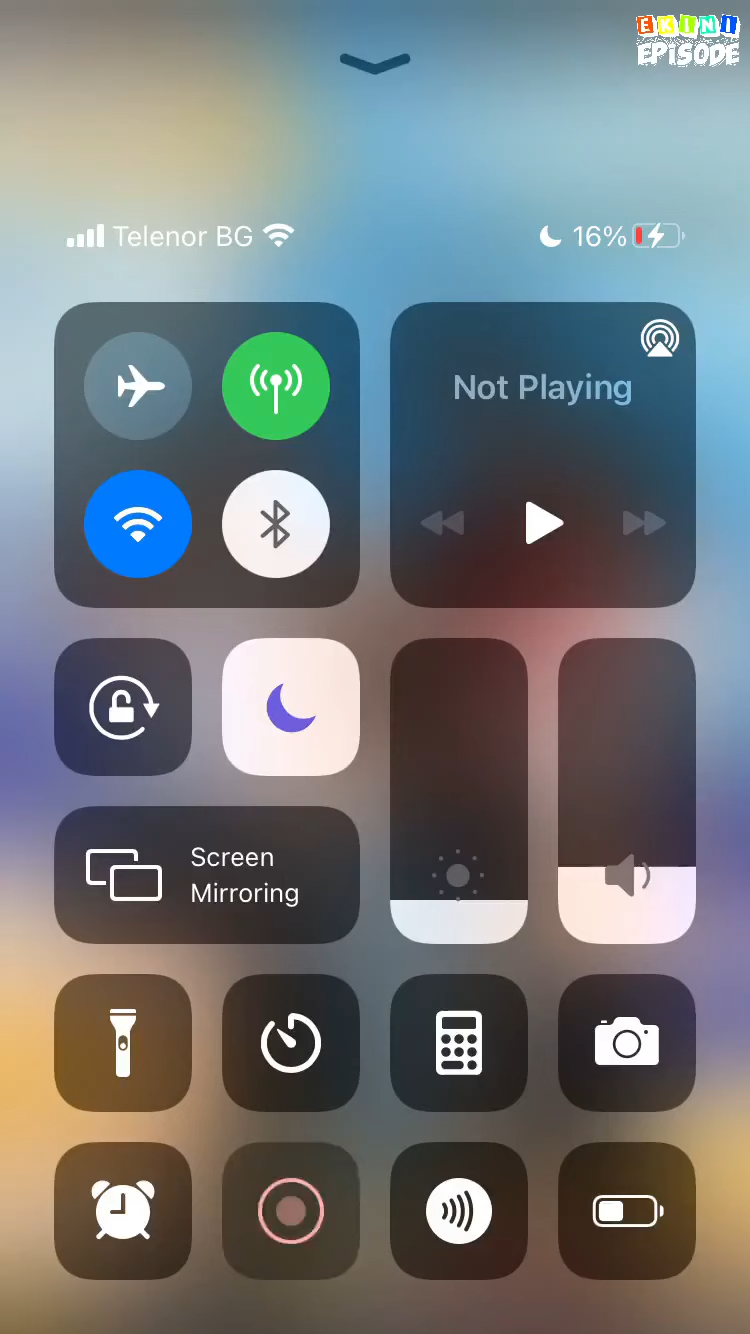 EKINI
EPISODE
Telenor BG
16%
Not Playing
Screen
Mirroring